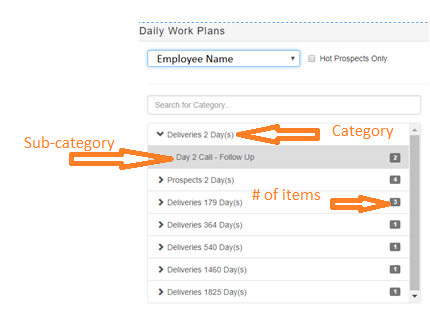 Daily Work Plans
Employee Name
Hot Prospects Only
Search for Category...
Deliveries 2 Day(s)
Category
Sub-category
Day 2 Call - Follow Up 2
Prospects 2 Day(s) 4
# of items
Deliveries 179 Day(s) 3
Deliveries 364 Day(s) 1
Deliveries 540 Day(s) 1
Deliveries 1460 Day(s) 1
Deliveries 1825 Day(s) 1